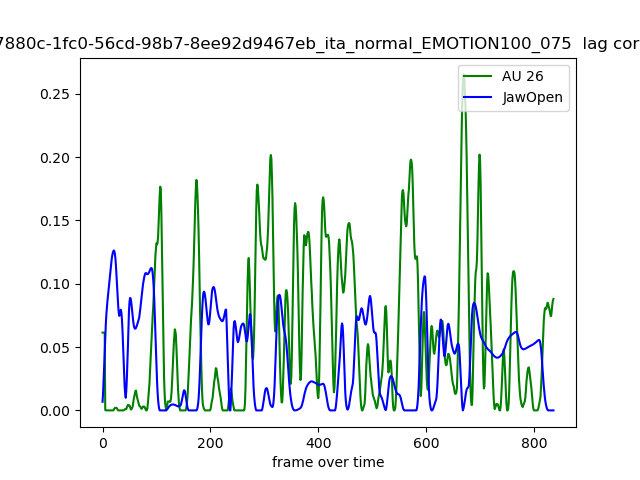 7880c-1fc0-56cd-98b7-8ee92d9467eb_ita_normal_EMOTION100_075 lag cor
AU 26
JawOpen
0.25
0.20
0.15
0.10
0.05
0.00
0 200 400 600 800
frame over time